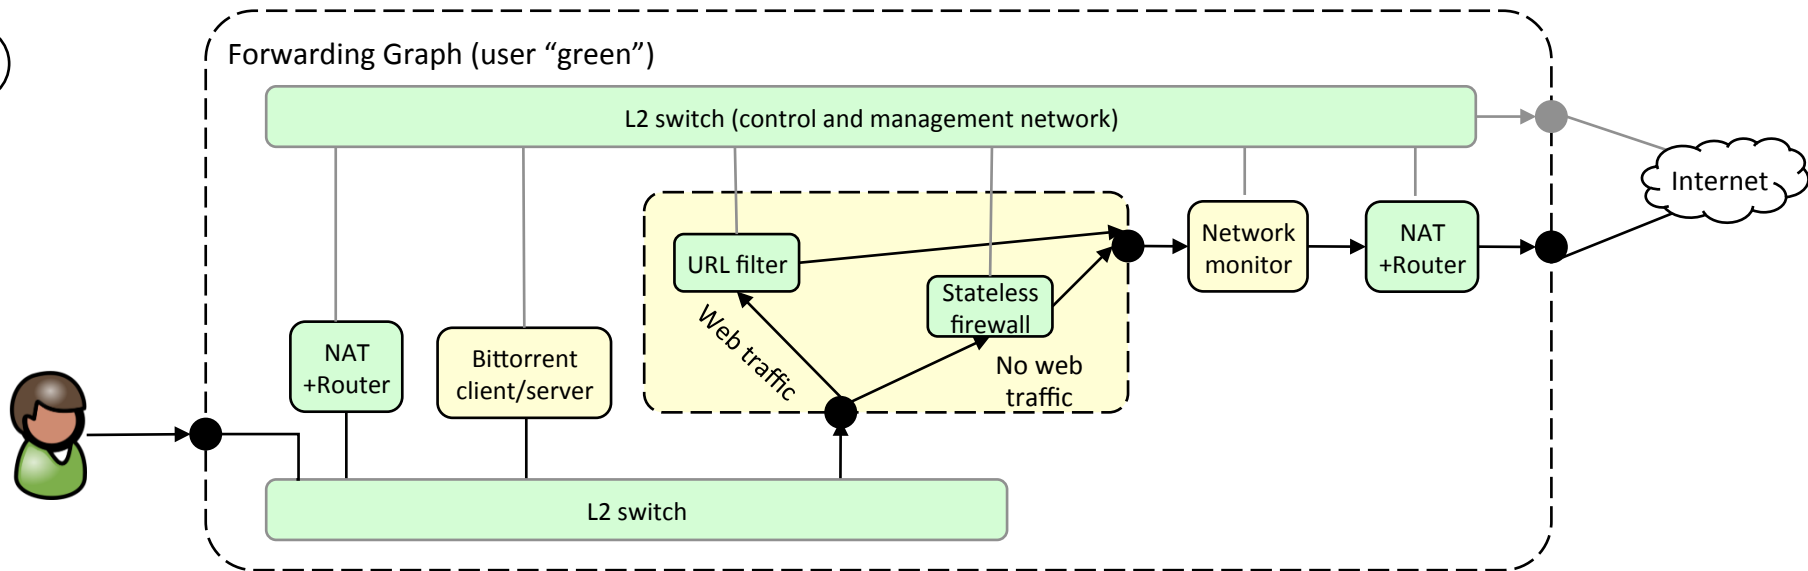 Forwarding Graph (user “green”)
L2 switch (control and management network)
Internet
URL filter
Stateless
firewall
Network
monitor
NAT
+Router
Web traffic
No web
traffic
NAT
+Router
Bittorrent
client/server
L2 switch